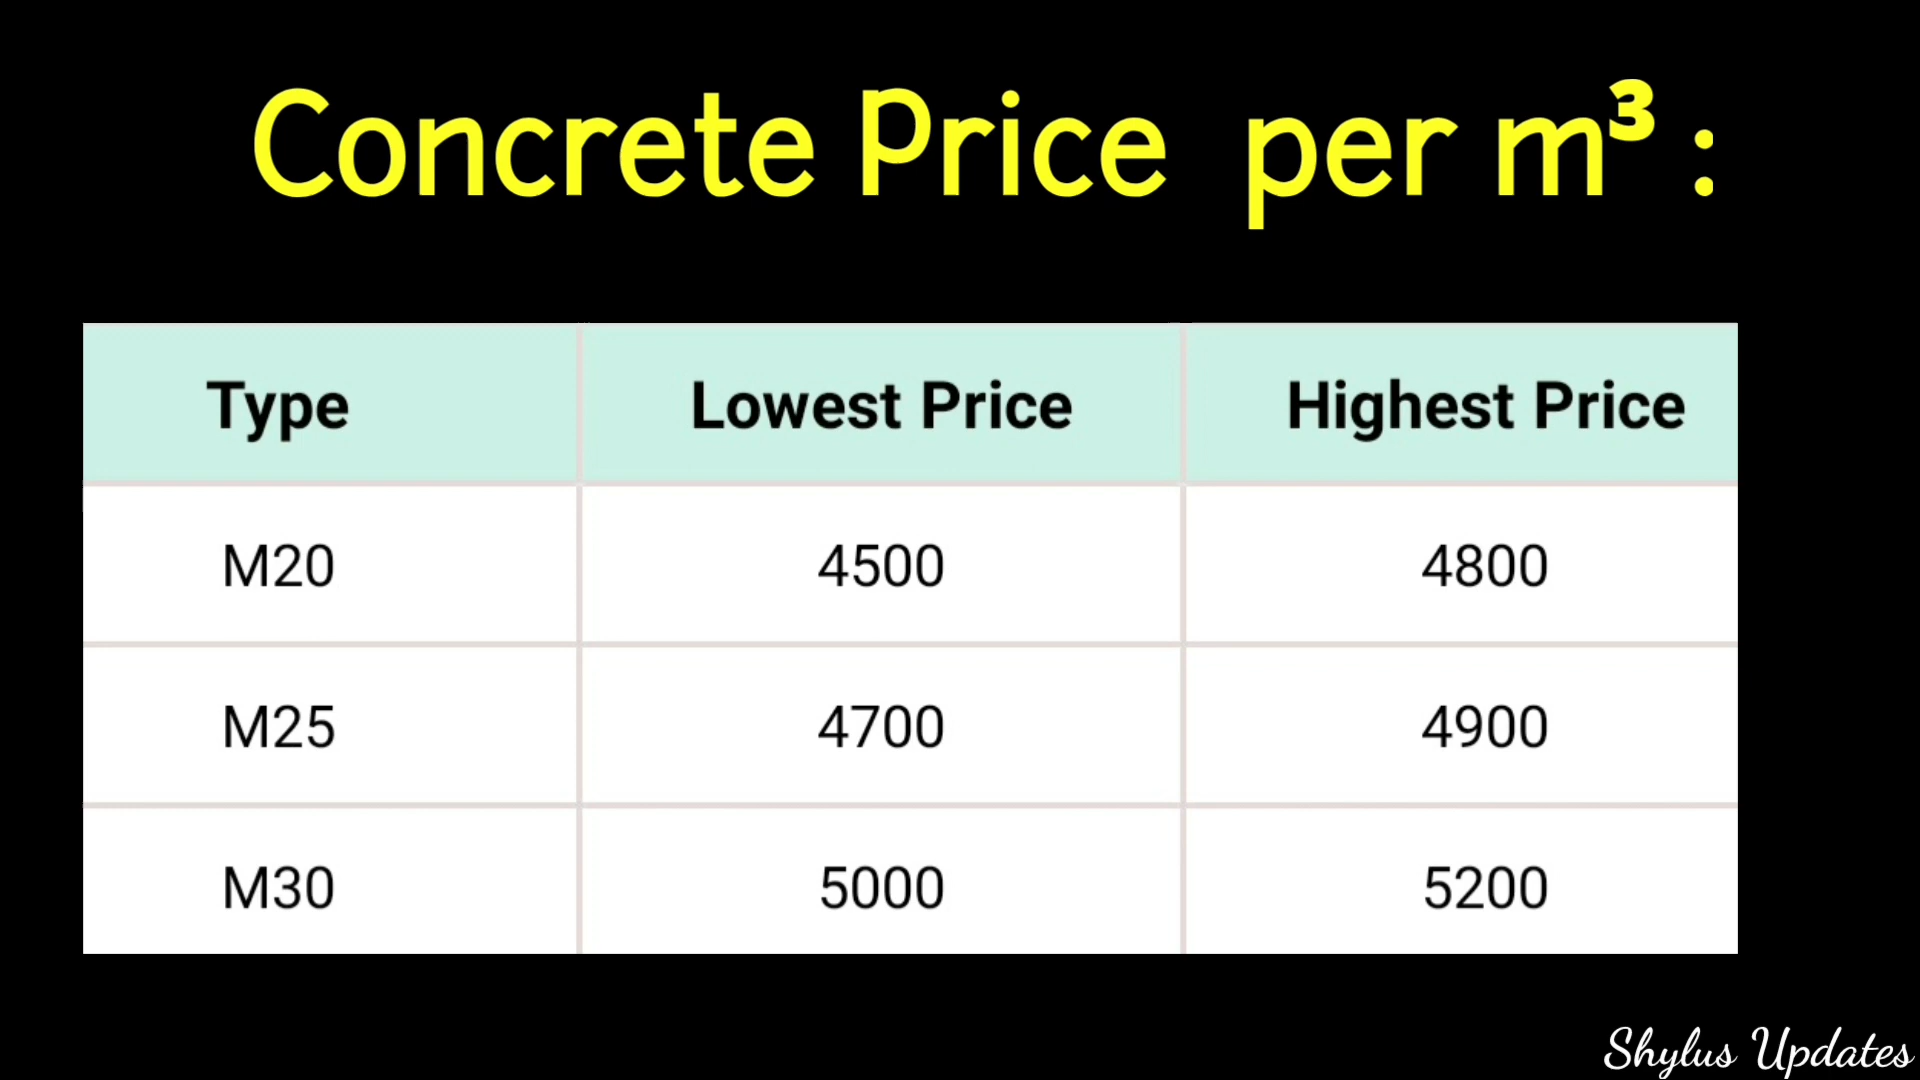 Concrete Price per m³ :
Type Lowest Price Highest Price
M20 4500 4800
M25 4700 4900
M30 5000 5200
Shylus Updates